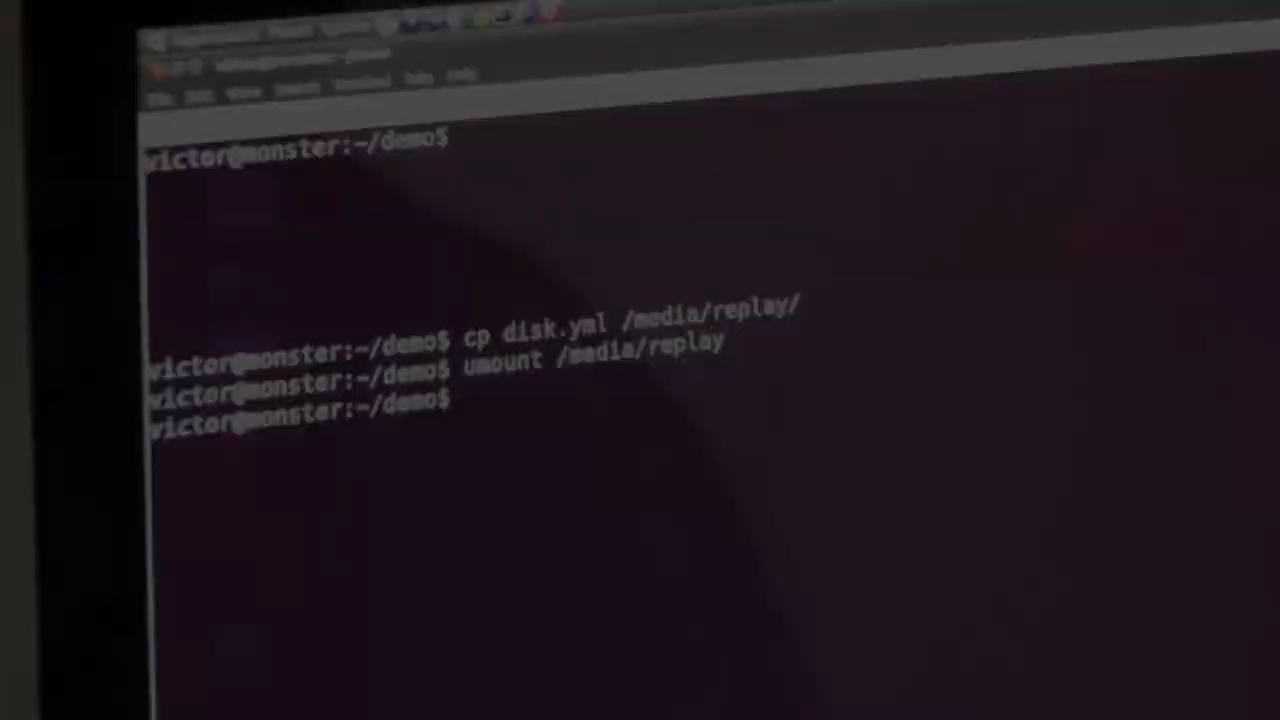 victor@monster:~/demo$
victor@monster:~/demo$ cp disk.yml /media/replay/
victor@monster:~/demo$ umount /media/replay
victor@monster:~/demo$